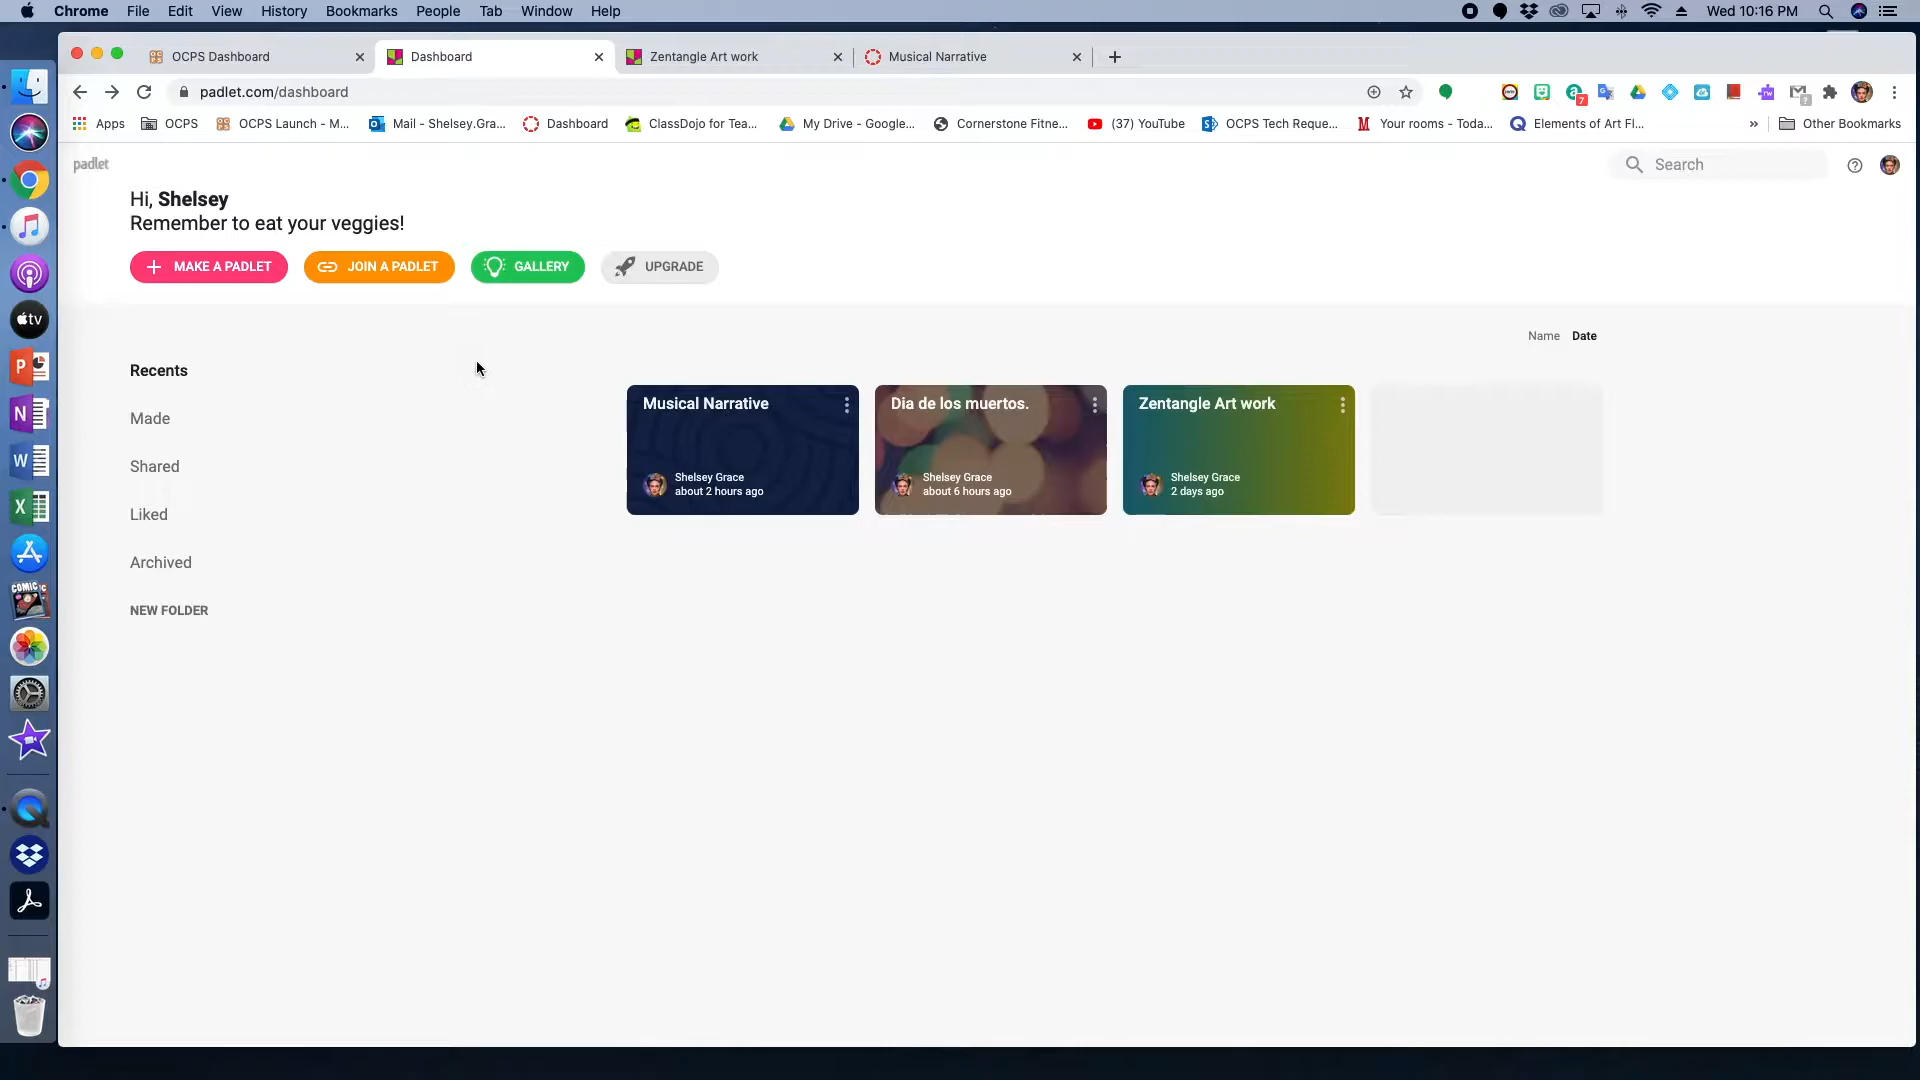 Chrome File Edit View History Bookmarks People Tab Window Help Wed 10:16 PM
OCPS Dashboard Dashboard Zentangle Art work Musical Narrative
padlet.com/dashboard
Apps OCPS OCPS Launch - M... Mail - Shelsey.Gra... Dashboard ClassDojo for Tea... My Drive - Google... Cornerstone Fitne... (37) YouTube OCPS Tech Reque... Your rooms - Toda... Elements of Art Fl... » Other Bookmarks
padlet Search
Hi, Shelsey
Remember to eat your veggies!
MAKE A PADLET JOIN A PADLET GALLERY UPGRADE
Name Date
Recents
Made
Shared
Liked
Archived
NEW FOLDER
Musical Narrative
Shelsey Grace
about 2 hours ago
Dia de los muertos.
Shelsey Grace
about 6 hours ago
Zentangle Art work
Shelsey Grace
2 days ago
tv
P
N
W
X
COMIC